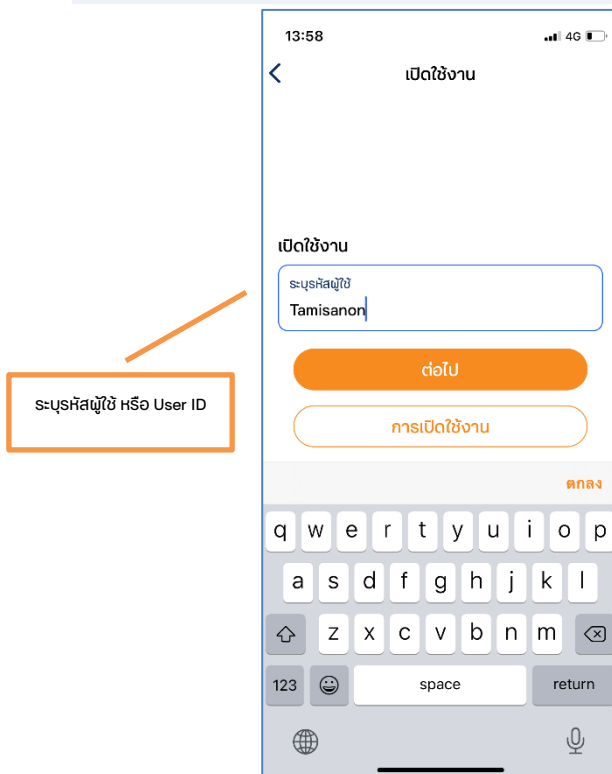 13:58
4G
เปิดใช้งาน
เปิดใช้งาน
ระบุรหัสผู้ใช้
Tamisanon
ระบุรหัสผู้ใช้ หรือ User ID
ต่อไป
การเปิดใช้งาน
ตกลง
q w e r t y u i o p
a s d f g h j k l
z x c v b n m
123 space return